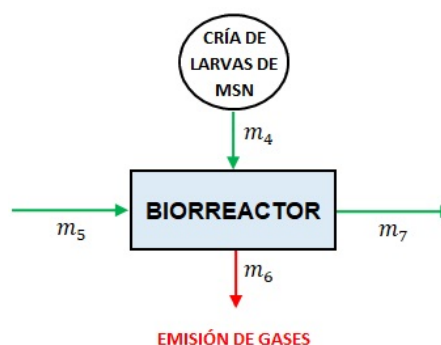 CRÍA DE
LARVAS DE
MSN
m₄
BIORREACTOR
m₅
m₇
m₆
EMISIÓN DE GASES